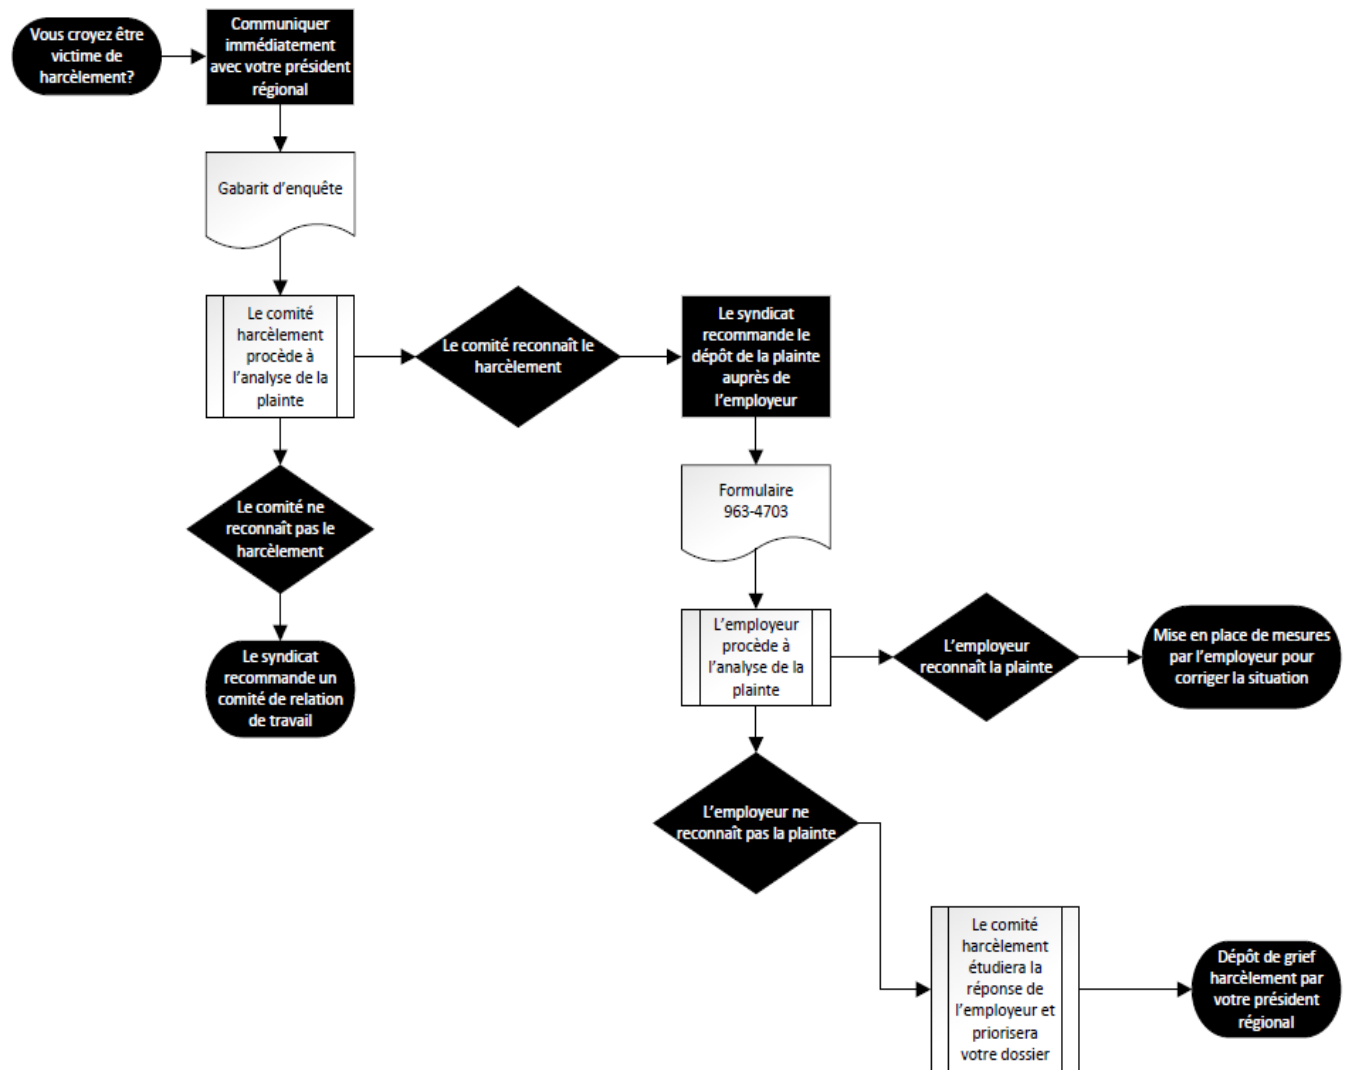 Vous croyez être
victime de
harcèlement?
Communiquer
immédiatement
avec votre président
régional
Gabarit d'enquête
Le comité
harcèlement
procède à
l'analyse de la
plainte
Le comité reconnaît le
harcèlement
Le syndicat
recommande le
dépôt de la plainte
auprès de
l'employeur
Le comité ne
reconnaît pas le
harcèlement
Le syndicat
recommande un
comité de relation
de travail
Formulaire
963-4703
L'employeur
procède à
l'analyse de la
plainte
L'employeur
reconnaît la plainte
Mise en place de mesures
par l'employeur pour
corriger la situation
L'employeur ne
reconnaît pas la plainte
Le comité
harcèlement
étudiera la
réponse de
l'employeur et
priorisera
votre dossier
Dépôt de grief
harcèlement par
votre président
régional